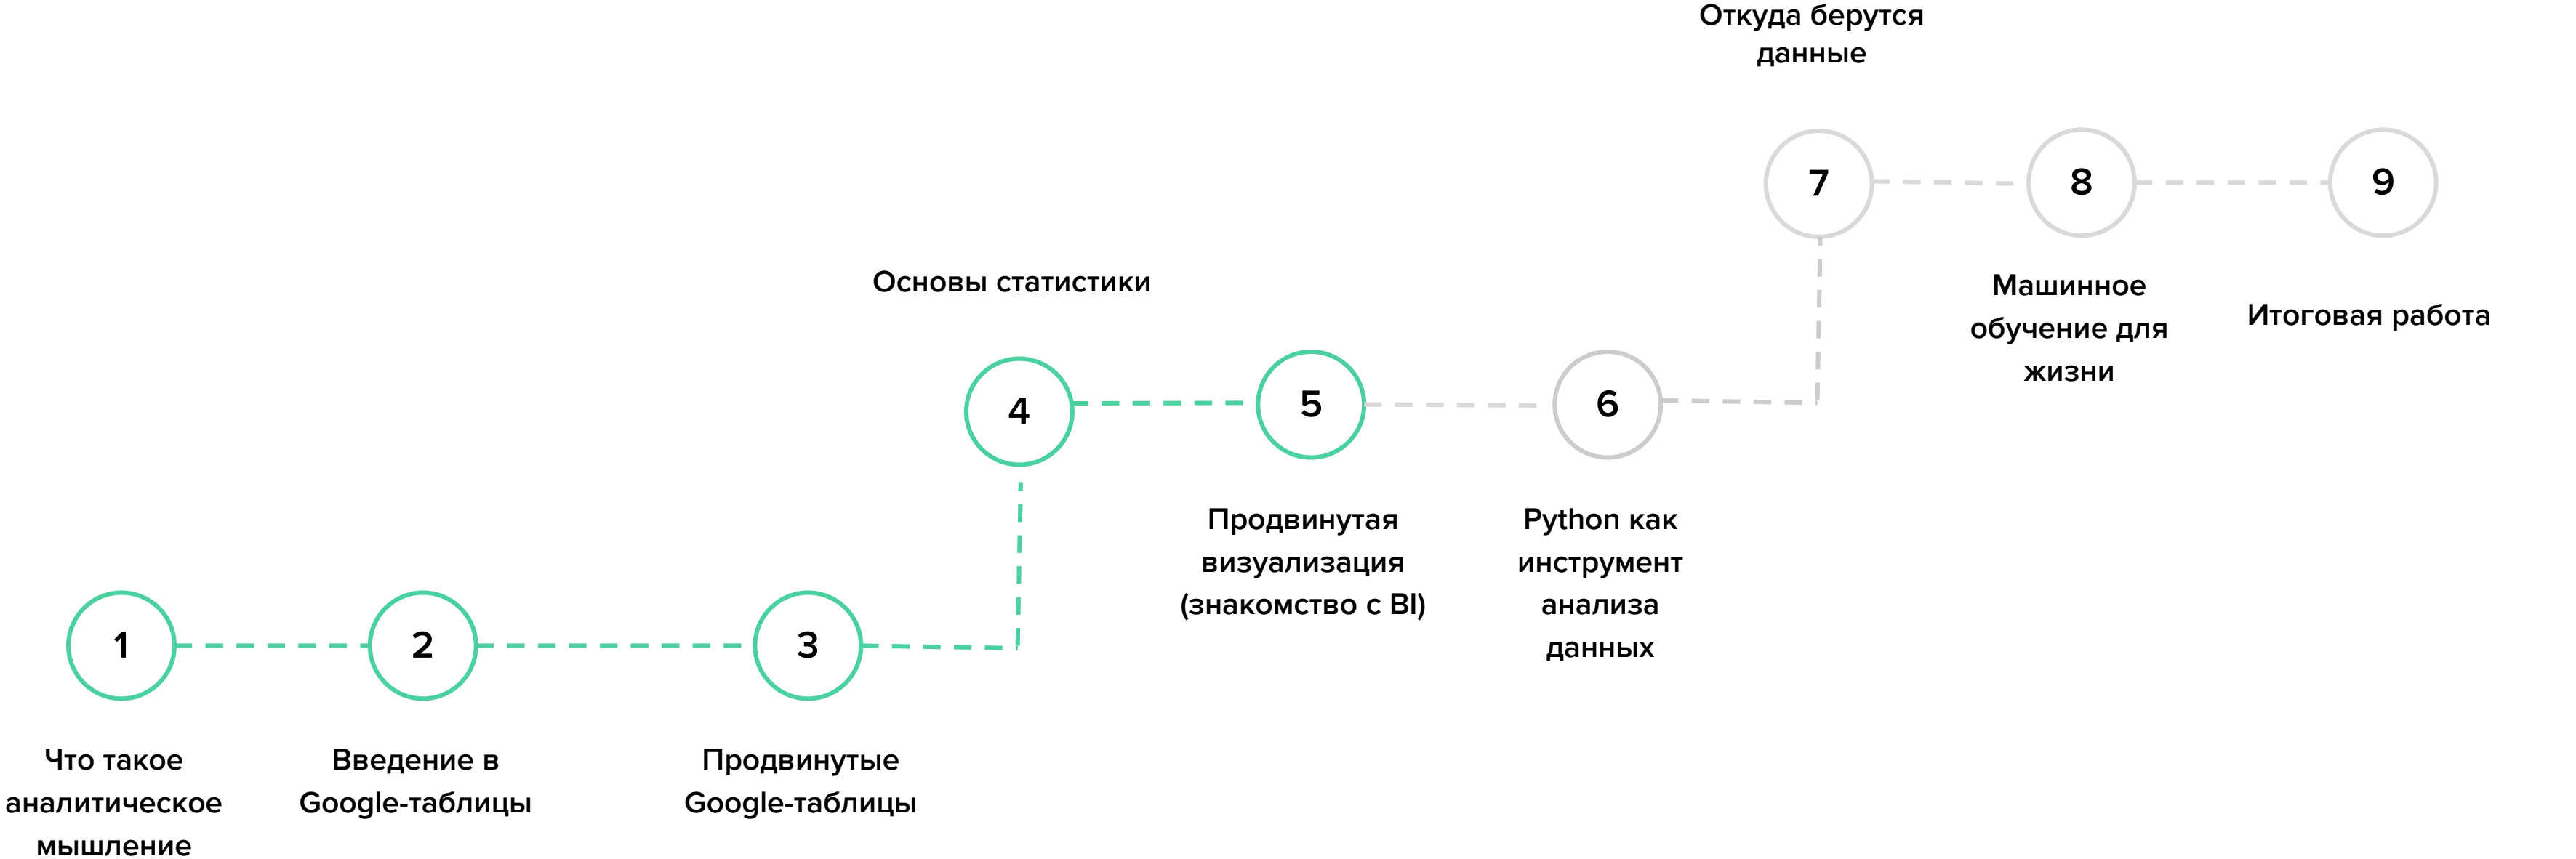 Откуда берутся
данные
7
8
9
Машинное
обучение для
жизни
Итоговая работа
Основы статистики
4
5
6
Продвинутая
визуализация
(знакомство с BI)
Python как
инструмент
анализа
данных
1
2
3
Что такое
аналитическое
мышление
Введение в
Google-таблицы
Продвинутые
Google-таблицы